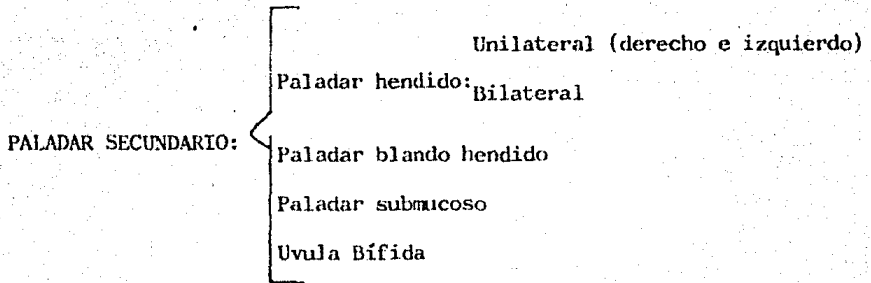 Unilateral (derecho e izquierdo)
Paladar hendido:
Bilateral
PALADAR SECUNDARIO:
Paladar blando hendido
Paladar submucoso
Uvula Bífida